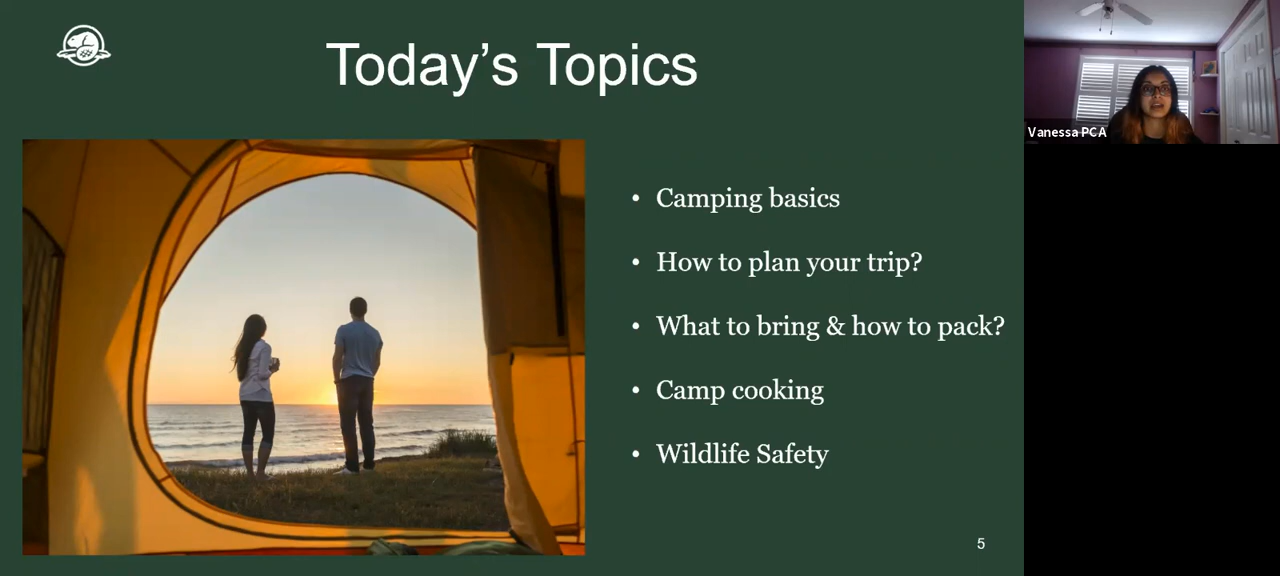 Today’s Topics
• Camping basics
• How to plan your trip?
• What to bring & how to pack?
• Camp cooking
• Wildlife Safety
5
Vanessa PCA